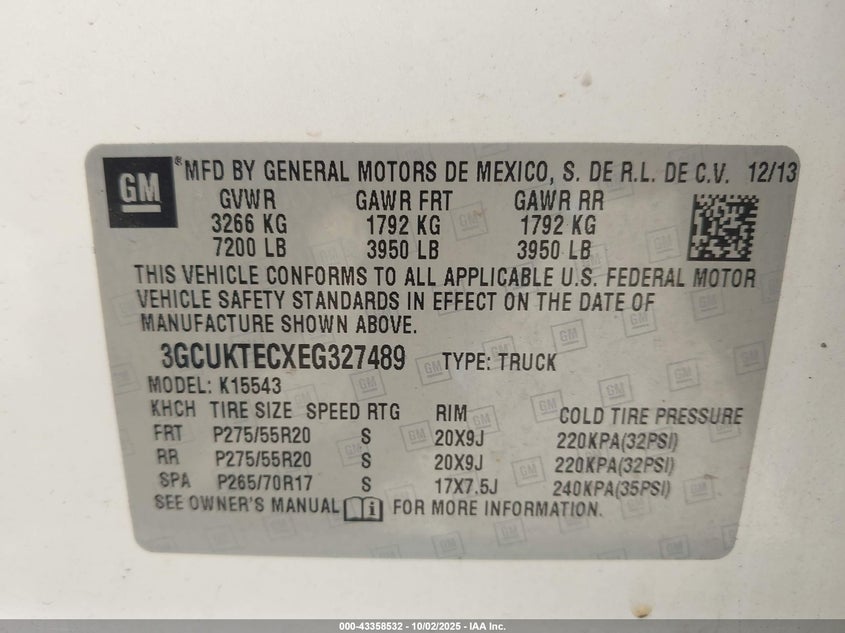 GM
®MFD BY GENERAL MOTORS DE MEXICO, S. DE R.L. DE C.V. 12/13
GVWR GAWR FRT GAWR RR
3266 KG 1792 KG 1792 KG
7200 LB 3950 LB 3950 LB
THIS VEHICLE CONFORMS TO ALL APPLICABLE U.S. FEDERAL MOTOR
VEHICLE SAFETY STANDARDS IN EFFECT ON THE DATE OF
MANUFACTURE SHOWN ABOVE.
3GCUKTECXEG327489 TYPE: TRUCK
MODEL: K15543
KHCH TIRE SIZE SPEED RTG RIM COLD TIRE PRESSURE
FRT P275/55R20 S 20X9J 220KPA(32PSI)
RR P275/55R20 S 20X9J 220KPA(32PSI)
SPA P265/70R17 S 17X7.5J 240KPA(35PSI)
SEE OWNER'S MANUAL i FOR MORE INFORMATION.
000-43358532 - 10/02/2025 - IAA Inc.